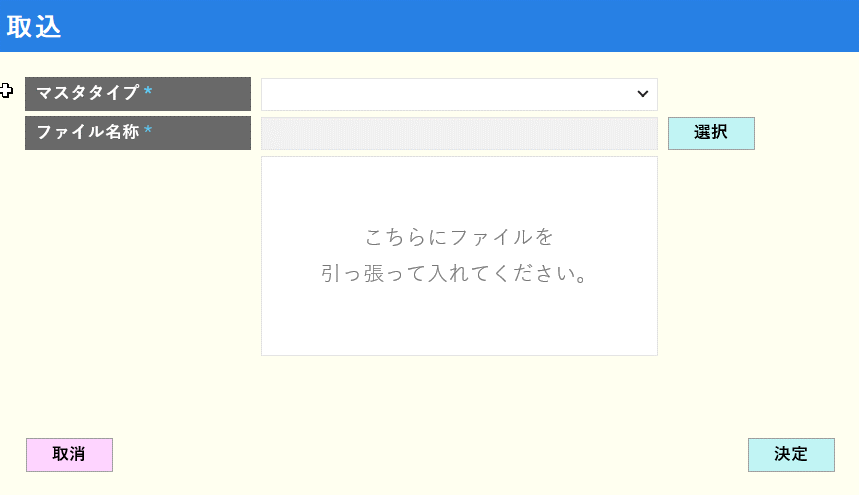 取込
マスタタイプ *
ファイル名称 *
選択
こちらにファイルを
引っ張って入れてください。
取消
決定